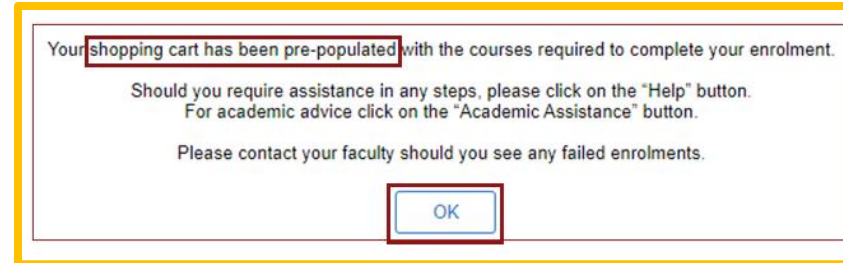 Your shopping cart has been pre-populated with the courses required to complete your enrolment.
Should you require assistance in any steps, please click on the “Help” button.
For academic advice click on the “Academic Assistance” button.
Please contact your faculty should you see any failed enrolments.
OK